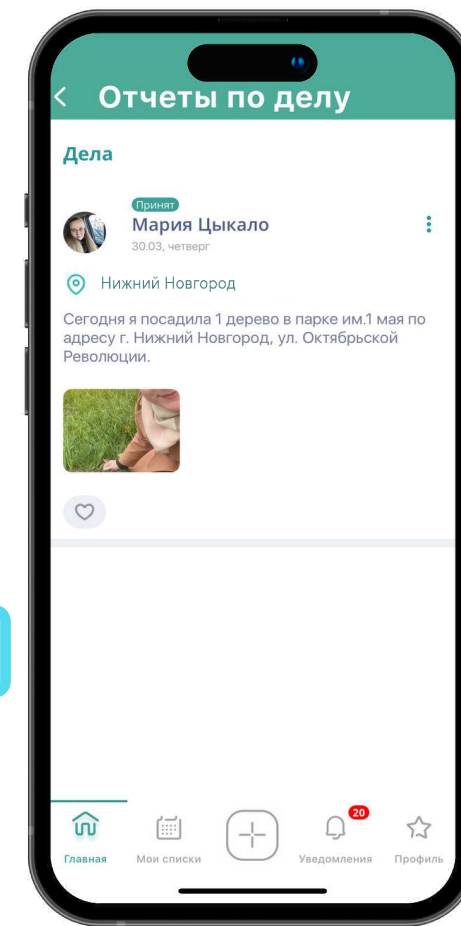 Отчеты по делу
Дела
Принят
Мария Цыкало
30.03, четверг
Нижний Новгород
Сегодня я посадила 1 дерево в парке им.1 мая по
адресу г. Нижний Новгород, ул. Октябрьской
Революции.
20
Главная
Мои списки
Уведомления
Профиль